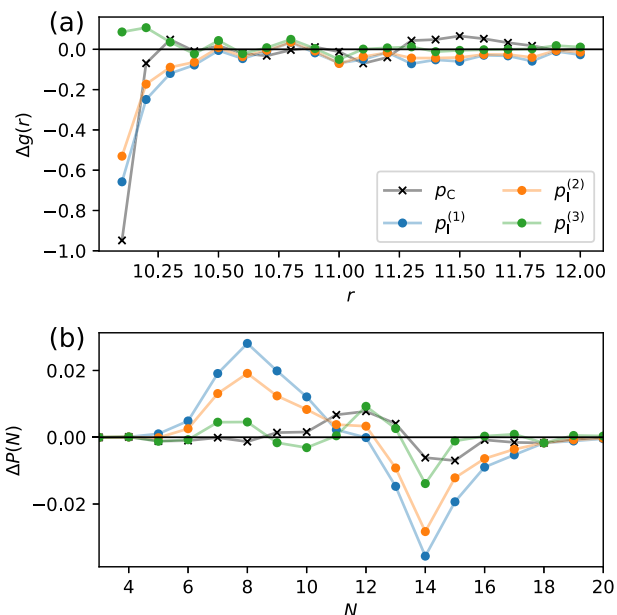 (a)
0.0
−0.2
−0.4
−0.6
−0.8
−1.0
Δg(r)
p_C
p_I^(1)
p_I^(2)
p_I^(3)
10.25 10.50 10.75 11.00 11.25 11.50 11.75 12.00
r
(b)
0.02
0.00
−0.02
ΔP(N)
4 6 8 10 12 14 16 18 20
N